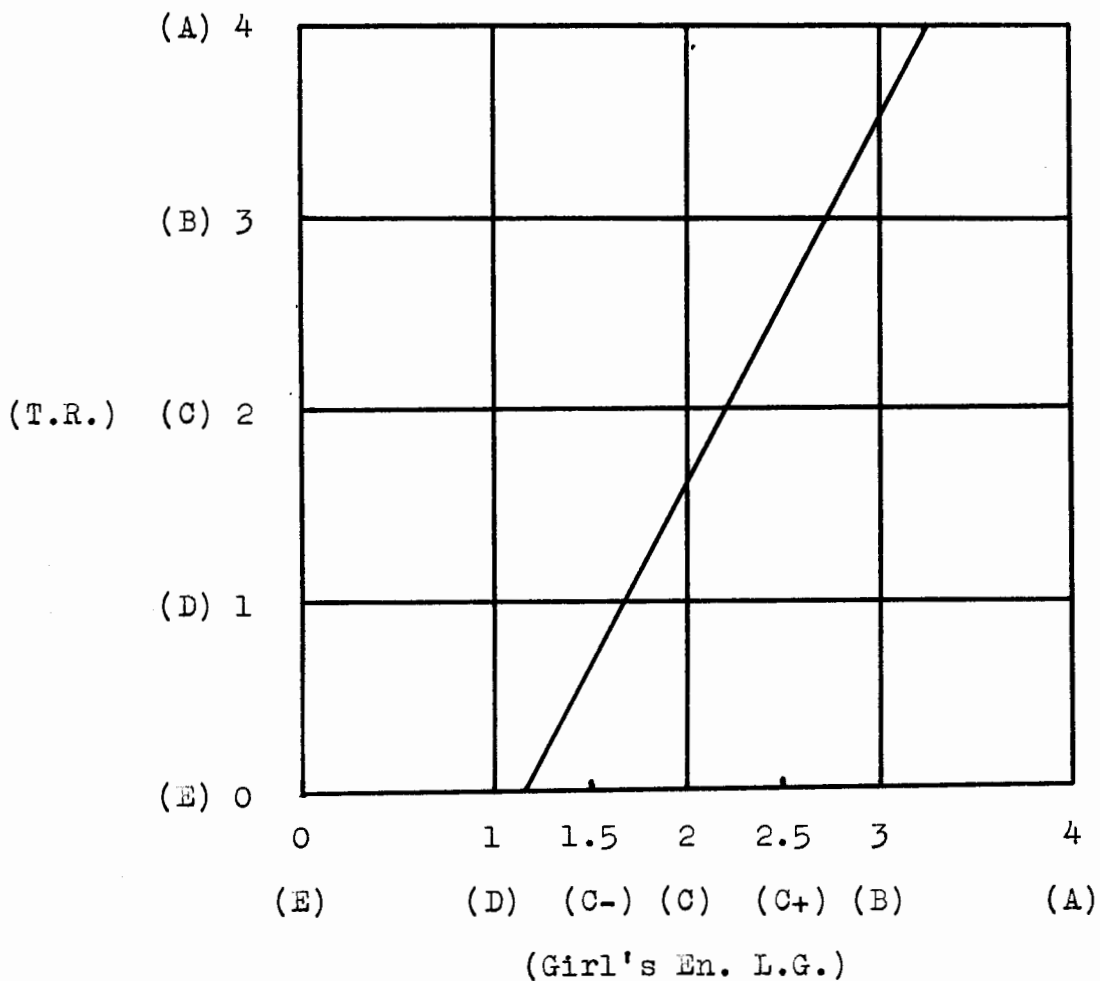 (A) 4
(B) 3
(T.R.) (C) 2
(D) 1
(E) 0
0 1 1.5 2 2.5 3 4
(E) (D) (C-) (C) (C+) (B) (A)
(Girl's En. L.G.)